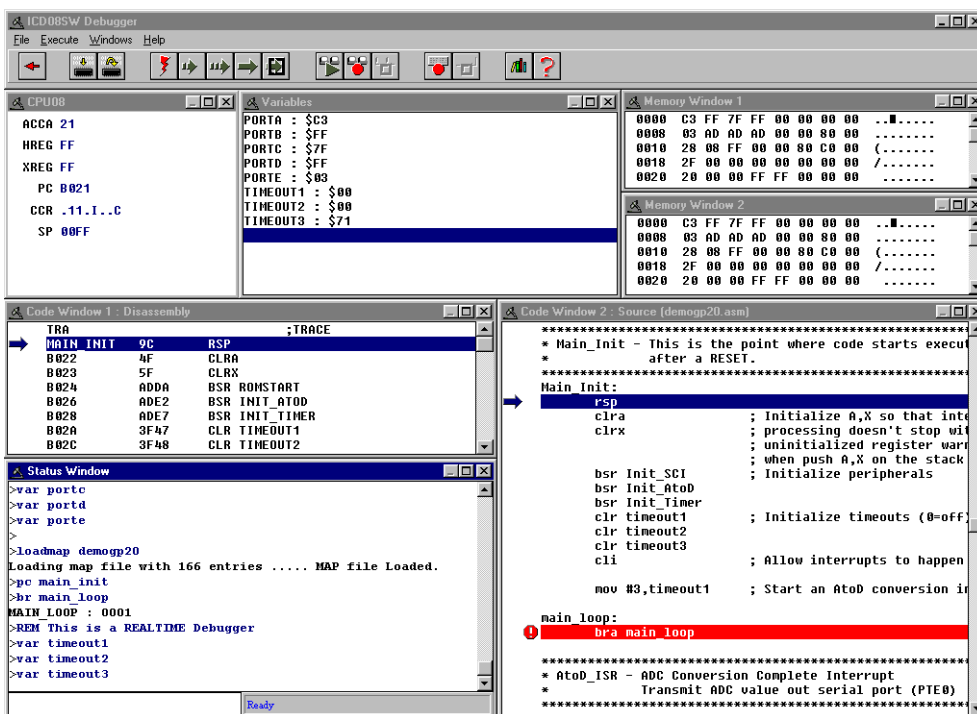 ICD08SW Debugger
File Execute Windows Help
CPU08
ACCA 21
HREG FF
XREG FF
PC B021
CCR .11.I..C
SP 00FF
Variables
PORTA : $C3
PORTB : $FF
PORTC : $7F
PORTD : $FF
PORTE : $03
TIMEOUT1 : $00
TIMEOUT2 : $00
TIMEOUT3 : $71
Memory Window 1
0000 C3 FF 7F FF 00 00 00 00 ..■.....
0008 03 AD AD AD 00 00 80 00 ........
0010 28 08 FF 00 00 80 C0 00 (.......
0018 2F 00 00 00 00 00 00 00 /.......
0020 20 00 00 FF FF 00 00 00 .......
Memory Window 2
0000 C3 FF 7F FF 00 00 00 00 ..■.....
0008 03 AD AD AD 00 00 80 00 ........
0010 28 08 FF 00 00 80 C0 00 (.......
0018 2F 00 00 00 00 00 00 00 /.......
0020 20 00 00 FF FF 00 00 00 .......
Code Window 1 : Disassembly
TRA ;TRACE
MAIN_INIT 9C RSP
B022 4F CLRA
B023 5F CLRX
B024 ADDA BSR ROMSTART
B026 ADE2 BSR INIT_ATOD
B028 ADE7 BSR INIT_TIMER
B02A 3F47 CLR TIMEOUT1
B02C 3F48 CLR TIMEOUT2
Status Window
>var portc
>var portd
>var porte
>
>loadmap demogp20
Loading map file with 166 entries ..... MAP file Loaded.
>pc main_init
>br main_loop
MAIN_LOOP : 0001
>REM This is a REALTIME Debugger
>var timeout1
>var timeout2
>var timeout3
Ready
Code Window 2 : Source (demogp20.asm)
************************************************************
* Main_Init - This is the point where code starts execut
* after a RESET.
************************************************************
Main_Init:
rsp
clra ; Initialize A,X so that inte
clrx ; processing doesn't stop wit
; uninitialized register warn
; when push A,X on the stack
bsr Init_SCI ; Initialize peripherals
bsr Init_AtoD
bsr Init_Timer
clr timeout1 ; Initialize timeouts (0=off)
clr timeout2
clr timeout3
cli ; Allow interrupts to happen
mov #3,timeout1 ; Start an AtoD conversion in
main_loop:
bra main_loop
************************************************************
* AtoD_ISR - ADC Conversion Complete Interrupt
* Transmit ADC value out serial port (PTE0)
************************************************************